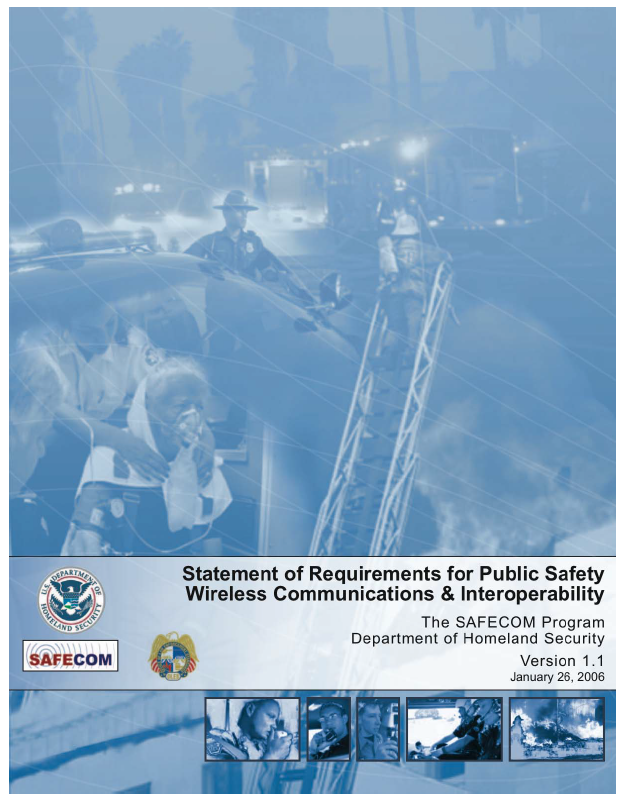 Statement of Requirements for Public Safety
Wireless Communications & Interoperability
U.S. DEPARTMENT OF
HOMELAND SECURITY
The SAFECOM Program
Department of Homeland Security
SAFECOM
Version 1.1
January 26, 2006